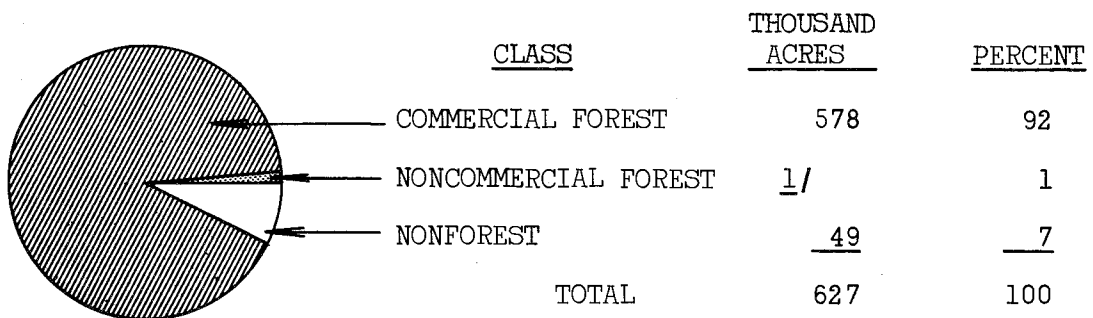 THOUSAND
CLASS ACRES PERCENT
COMMERCIAL FOREST 578 92
NONCOMMERCIAL FOREST 1/ 1
NONFOREST 49 7
TOTAL 627 100